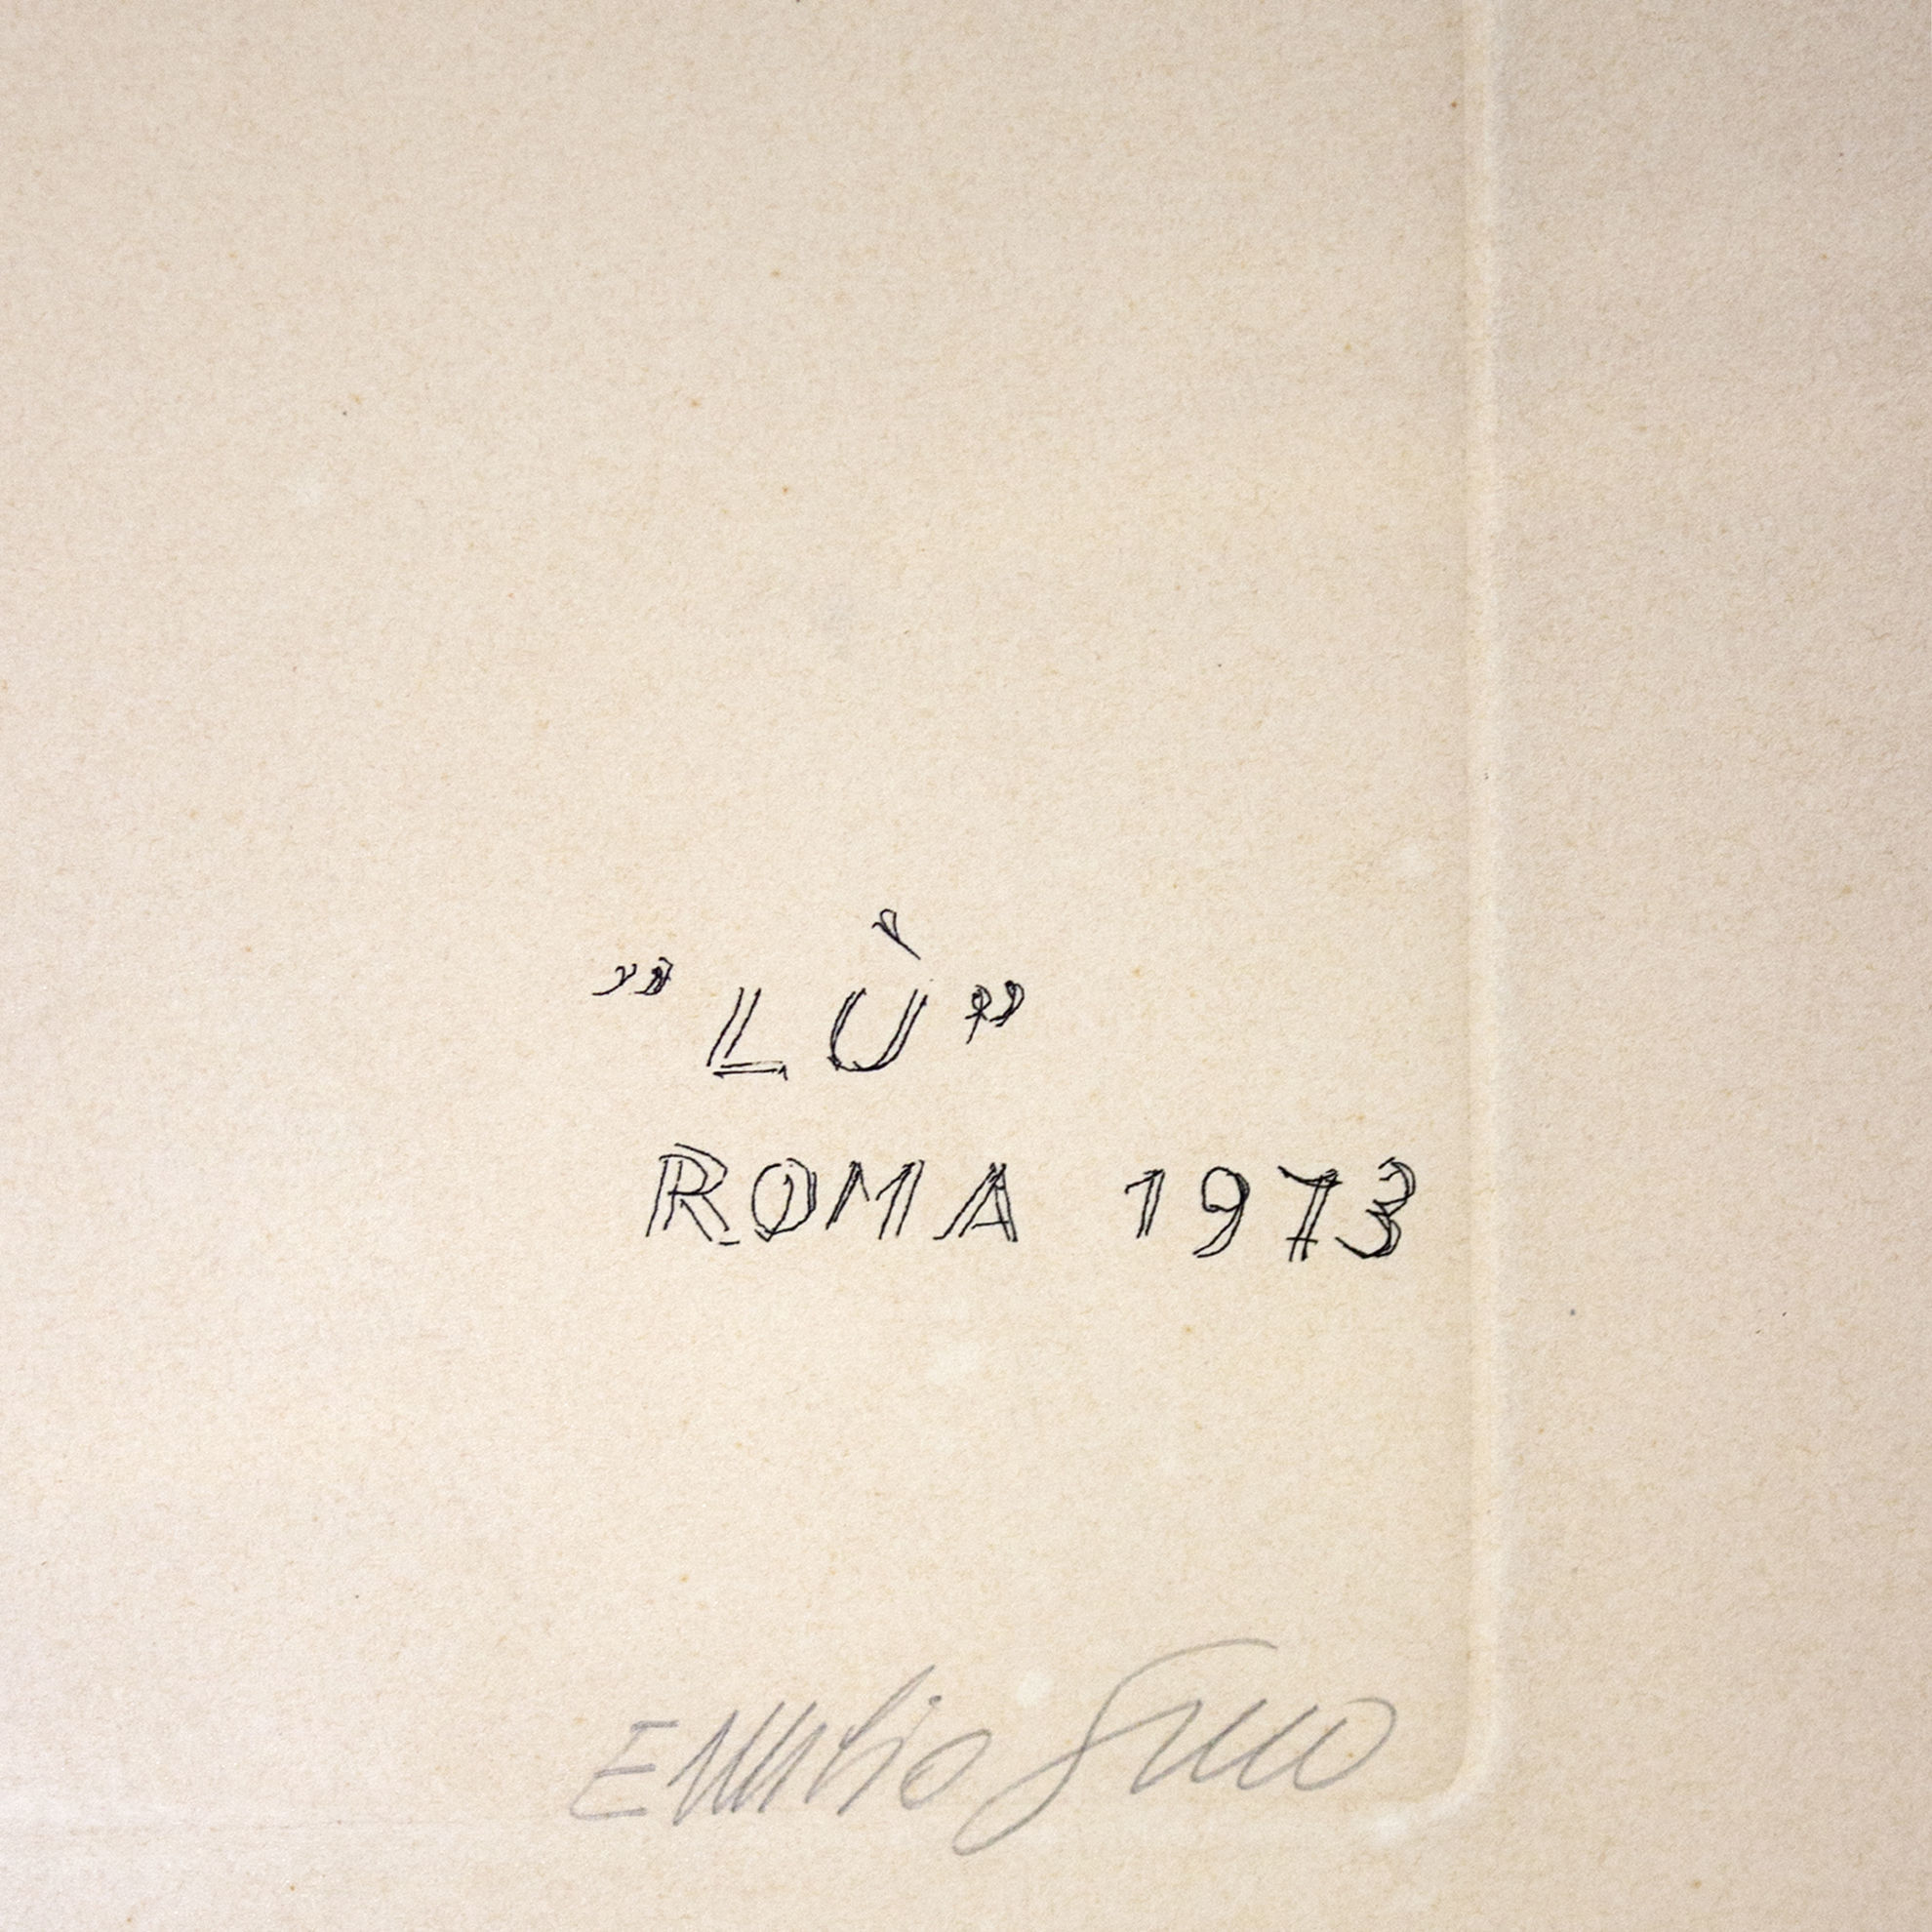 ”LÙ”
ROMA 1973
Emilio Greco